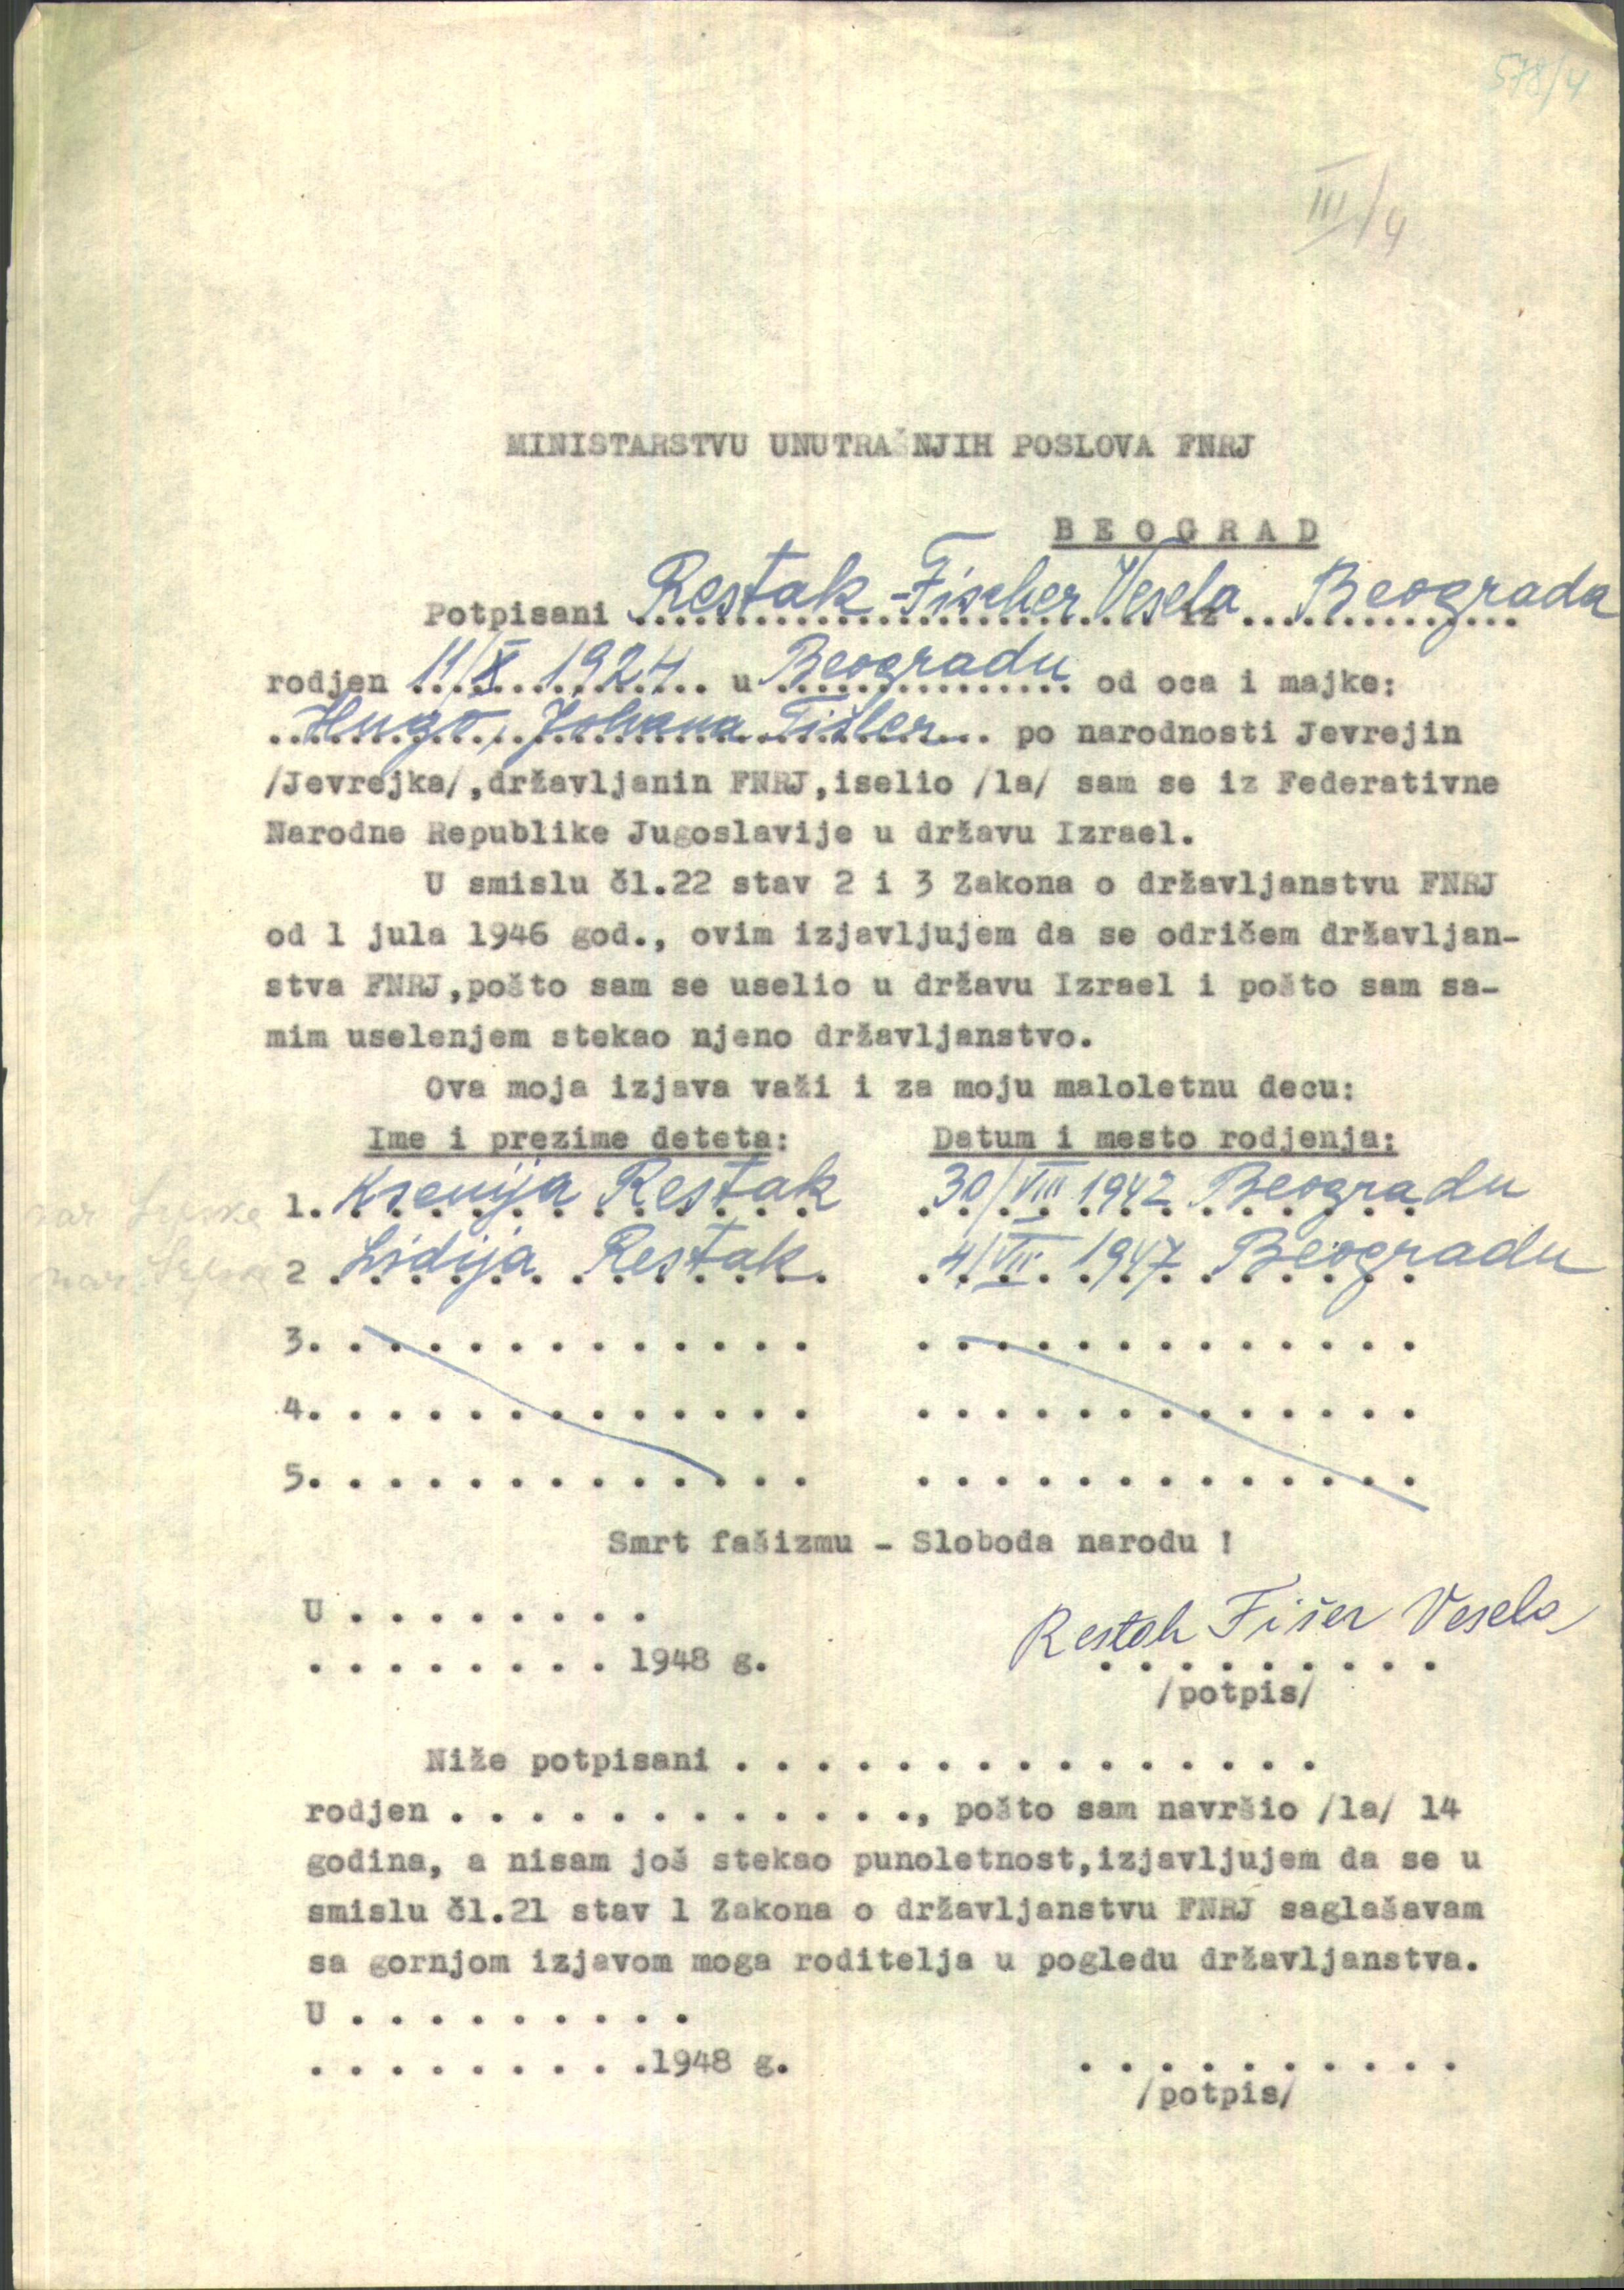 578/4
III/4
MINISTARSTVU UNUTRAŠNJIH POSLOVA FNRJ
BEOGRAD
Potpisani Restak-Fischer Vesela iz Beograda
rodjen 11/X 1924 u Beogradu od oca i majke:
Hugo, Johana Fišer po narodnosti Jevrejin
/Jevrejka/,državljanin FNRJ,iselio /la/ sam se iz Federativne
Narodne Republike Jugoslavije u državu Izrael.
U smislu čl.22 stav 2 i 3 Zakona o državljanstvu FNRJ
od 1 jula 1946 god., ovim izjavljujem da se odričem državljan-
stva FNRJ,pošto sam se uselio u državu Izrael i pošto sam sa-
mim uselenjem stekao njeno državljanstvo.
Ova moja izjava važi i za moju maloletnu decu:
Ime i prezime deteta: Datum i mesto rodjenja:
1. Ksenija Restak 30/VIII 1942 Beogradu
2 Lidija Restak 4/VII 1947 Beogradu
3. . . . . . . . . . . . . . . . . . . . . . . . . .
4. . . . . . . . . . . . . . . . . . . . . . . . . .
5. . . . . . . . . . . . . . . . . . . . . . . . . .
Smrt fašizmu - Sloboda narodu !
U . . . . . . . .
Restak Fišer Vesela
. . . . . . . . 1948 g. . . . . . . . . .
/potpis/
Niže potpisani . . . . . . . . . . . . . . .
rodjen . . . . . . . . . . . ., pošto sam navršio /la/ 14
godina, a nisam još stekao punoletnost,izjavljujem da se u
smislu čl.21 stav 1 Zakona o državljanstvu FNRJ saglašavam
sa gornjom izjavom moga roditelja u pogledu državljanstva.
U . . . . . . . . .
. . . . . . . . .1948 g. . . . . . . . . . .
/potpis/